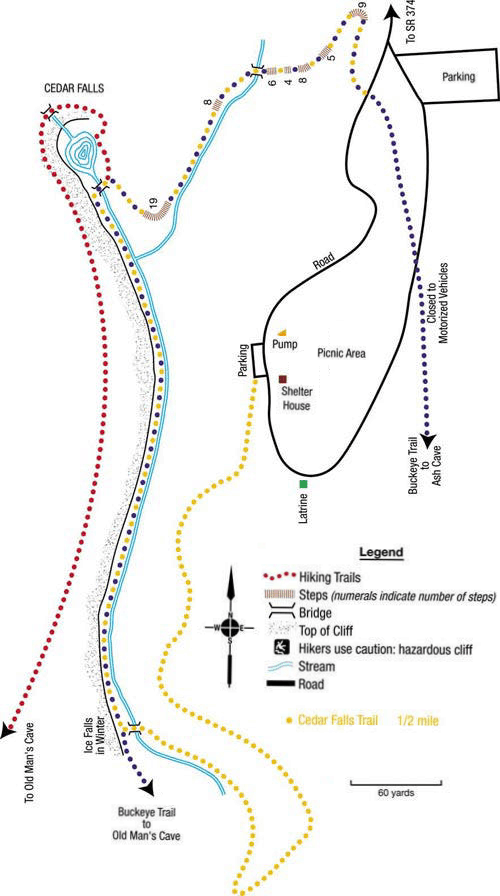 9
To SR 374
5
8
4
6
Parking
CEDAR FALLS
8
19
Road
Closed to
Motorized Vehicles
Parking
Pump
Picnic Area
Shelter
House
Buckeye Trail
to
Ash Cave
Latrine
Legend
Hiking Trails
Steps (numerals indicate number of steps)
Bridge
Top of Cliff
Hikers use caution: hazardous cliff
Stream
Road
N
W
E
S
Cedar Falls Trail 1/2 mile
60 yards
To Old Man's Cave
Ice Falls
in Winter
Buckeye Trail
to
Old Man's Cave